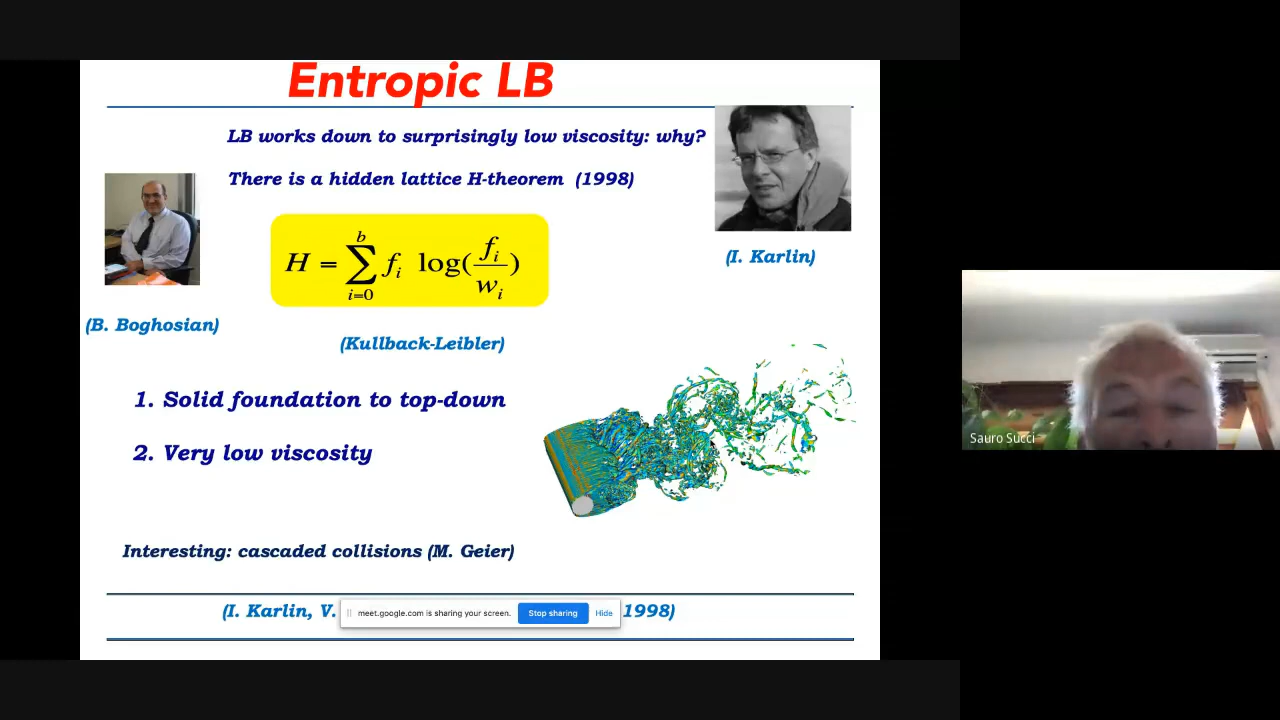 Entropic LB
LB works down to surprisingly low viscosity: why?
There is a hidden lattice H-theorem (1998)
H = \sum_{i=0}^{b} f_i log(\frac{f_i}{w_i})
(I. Karlin)
(B. Boghosian)
(Kullback-Leibler)
1. Solid foundation to top-down
2. Very low viscosity
Sauro Succi
Interesting: cascaded collisions (M. Geier)
(I. Karlin, V. 1998)
meet.google.com is sharing your screen. Stop sharing Hide